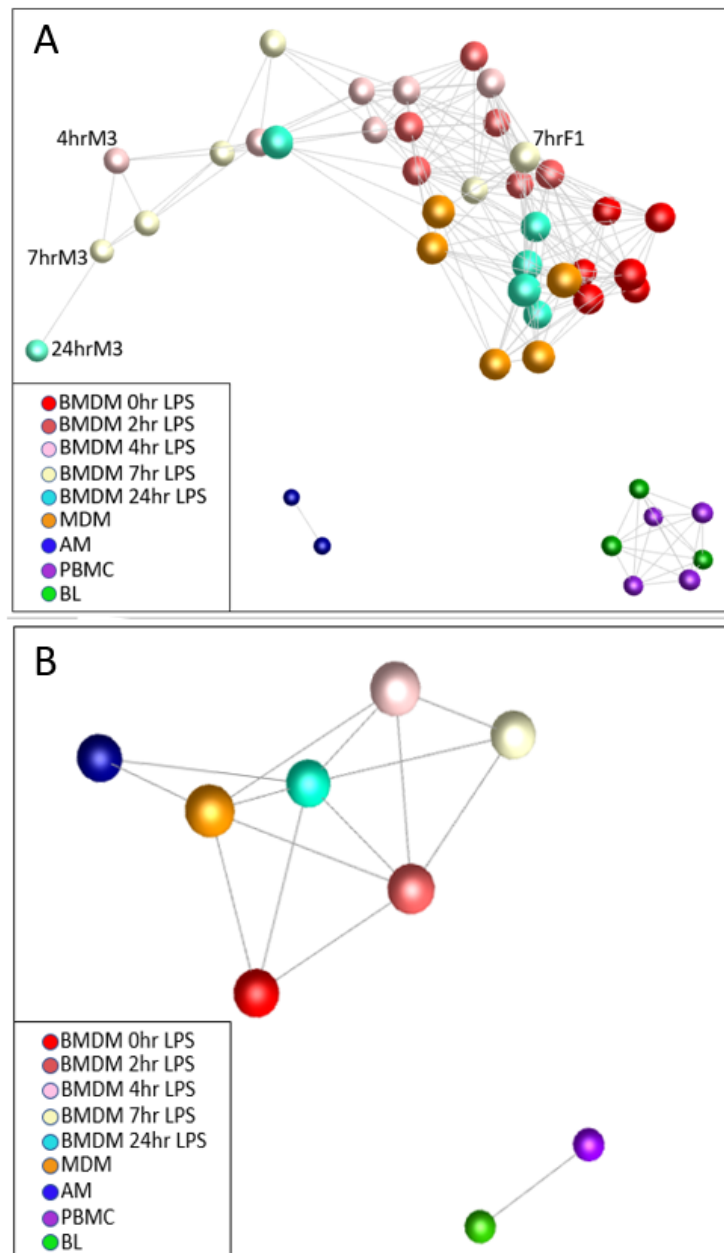 A
4hrM3
7hrF1
7hrM3
24hrM3
BMDM 0hr LPS
BMDM 2hr LPS
BMDM 4hr LPS
BMDM 7hr LPS
BMDM 24hr LPS
MDM
AM
PBMC
BL
B
BMDM 0hr LPS
BMDM 2hr LPS
BMDM 4hr LPS
BMDM 7hr LPS
BMDM 24hr LPS
MDM
AM
PBMC
BL